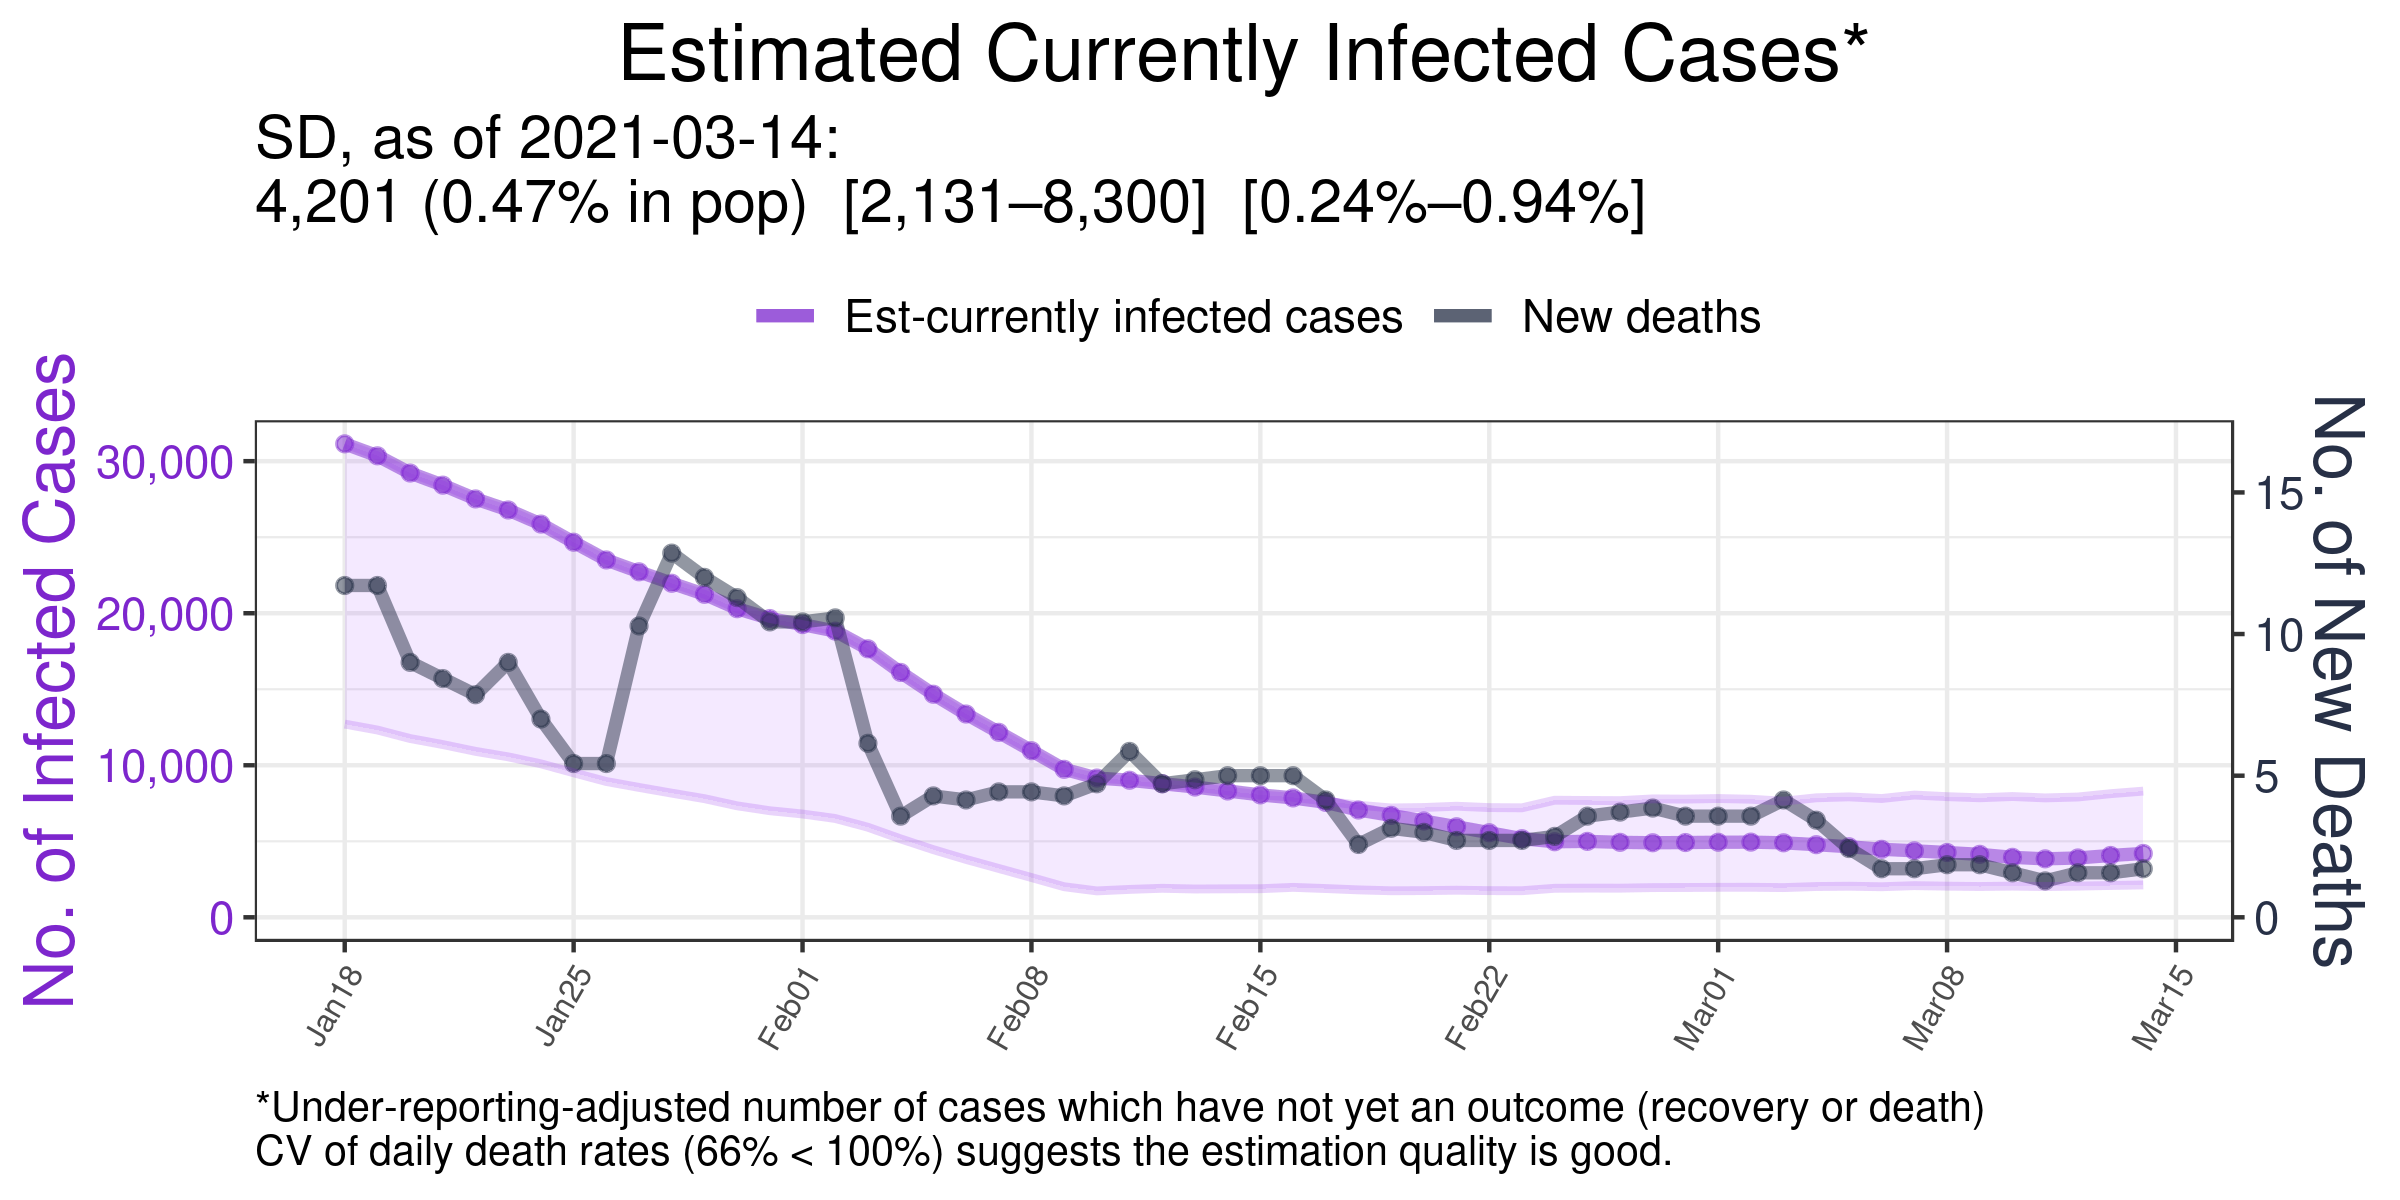 Estimated Currently Infected Cases*
SD, as of 2021-03-14:
4,201 (0.47% in pop)  [2,131–8,300]  [0.24%–0.94%]
Est-currently infected cases
New deaths
No. of Infected Cases
30,000
20,000
10,000
0
No. of New Deaths
15
10
5
0
Jan18
Jan25
Feb01
Feb08
Feb15
Feb22
Mar01
Mar08
Mar15
*Under-reporting-adjusted number of cases which have not yet an outcome (recovery or death)
CV of daily death rates (66% < 100%) suggests the estimation quality is good.